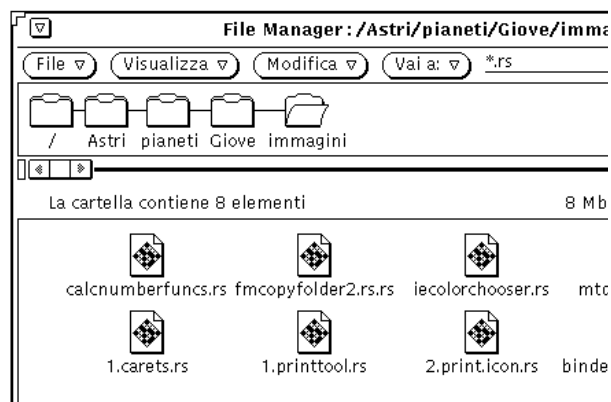 File Manager : /Astri/pianeti/Giove/imma
File Visualizza Modifica Vai a: *.rs
/ Astri pianeti Giove immagini
La cartella contiene 8 elementi 8 Mb
calcnumberfuncs.rs fmcopyfolder2.rs.rs iecolorchooser.rs
1.carets.rs 1.printtool.rs 2.print.icon.rs binde